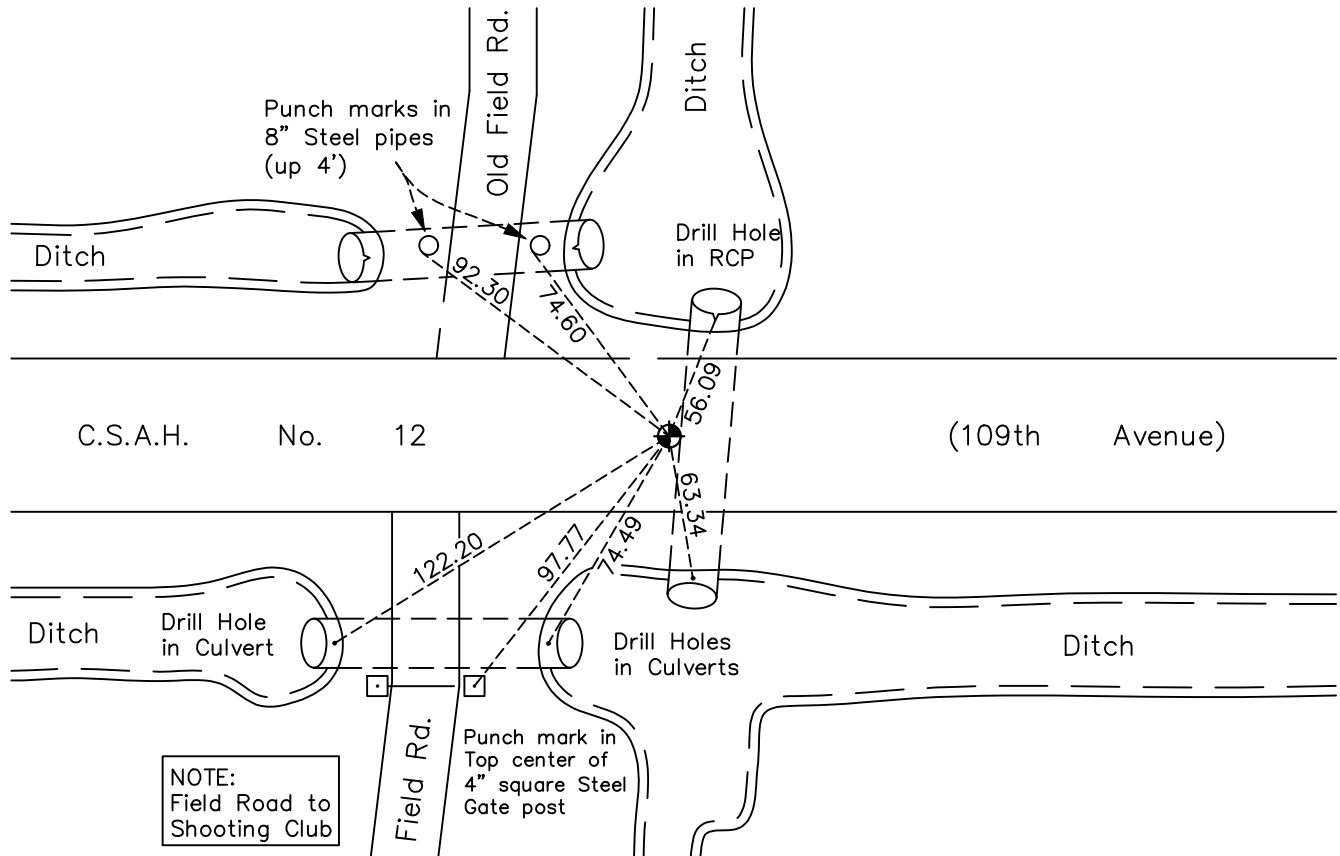 Old Field Rd.
Ditch
Punch marks in
8" Steel pipes
(up 4')
Ditch
Drill Hole
in RCP
92.30
74.60
56.09
C.S.A.H. No. 12 (109th Avenue)
63.34
122.20
97.77
74.49
Ditch
Drill Hole
in Culvert
Drill Holes
in Culverts
Ditch
Field Rd.
Punch mark in
Top center of
4" square Steel
Gate post
NOTE:
Field Road to
Shooting Club